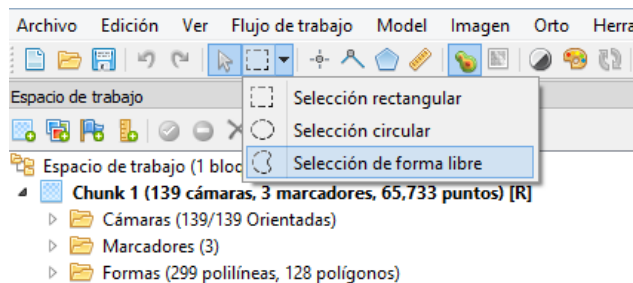 Archivo Edición Ver Flujo de trabajo Model Imagen Orto Herra
Espacio de trabajo
Selección rectangular
Selección circular
Selección de forma libre
Espacio de trabajo (1 bloc
Chunk 1 (139 cámaras, 3 marcadores, 65,733 puntos) [R]
Cámaras (139/139 Orientadas)
Marcadores (3)
Formas (299 polilíneas, 128 polígonos)